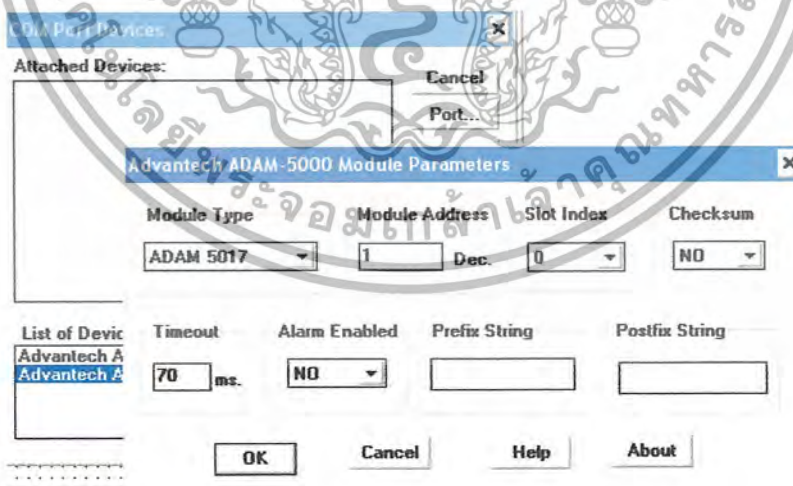 COM Port Devices
Attached Devices:
Cancel
Port...
Advantech ADAM-5000 Module Parameters
Module Type Module Address Slot Index Checksum
ADAM 5017 1 Dec. 0 NO
List of Devic Timeout Alarm Enabled Prefix String Postfix String
Advantech A
Advantech A
70 ms. NO
OK Cancel Help About